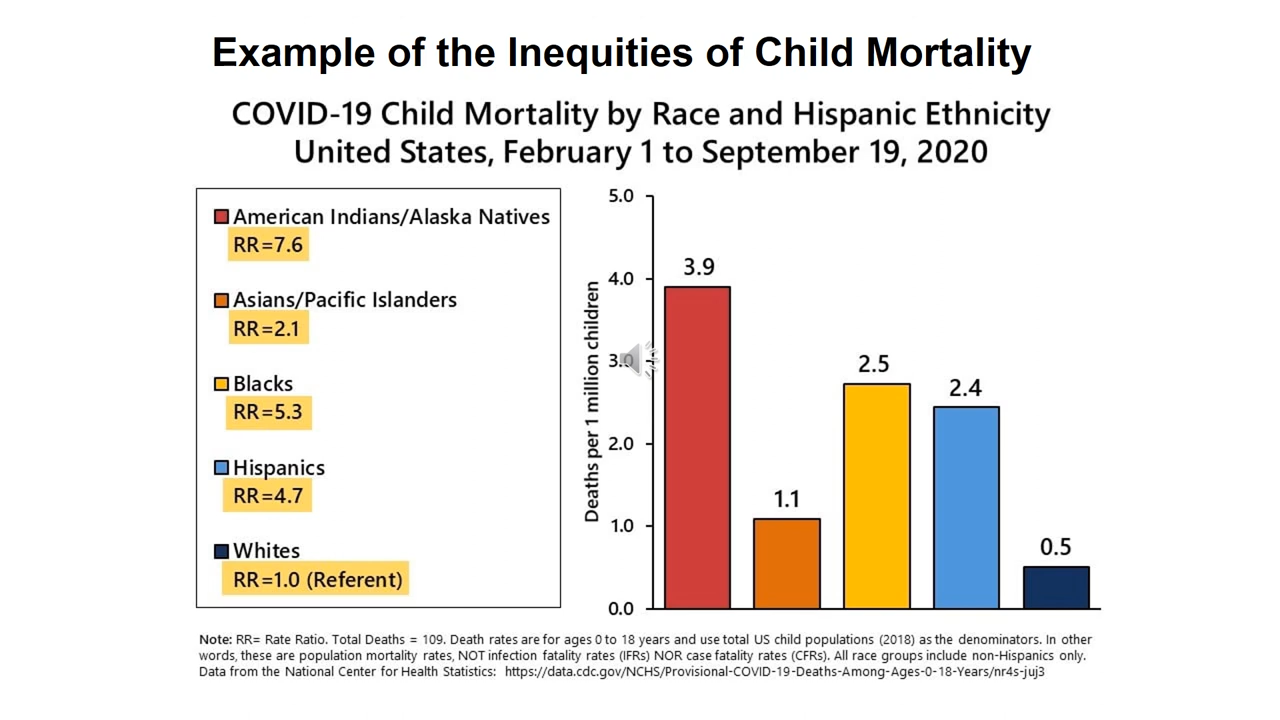 Example of the Inequities of Child Mortality
COVID-19 Child Mortality by Race and Hispanic Ethnicity
United States, February 1 to September 19, 2020
American Indians/Alaska Natives
RR=7.6
Asians/Pacific Islanders
RR=2.1
Blacks
RR=5.3
Hispanics
RR=4.7
Whites
RR=1.0 (Referent)
Deaths per 1 million children
5.0
4.0
3.0
2.0
1.0
0.0
3.9
1.1
2.5
2.4
0.5
Note: RR= Rate Ratio. Total Deaths = 109. Death rates are for ages 0 to 18 years and use total US child populations (2018) as the denominators. In other
words, these are population mortality rates, NOT infection fatality rates (IFRs) NOR case fatality rates (CFRs). All race groups include non-Hispanics only.
Data from the National Center for Health Statistics: https://data.cdc.gov/NCHS/Provisional-COVID-19-Deaths-Among-Ages-0-18-Years/nr4s-juj3